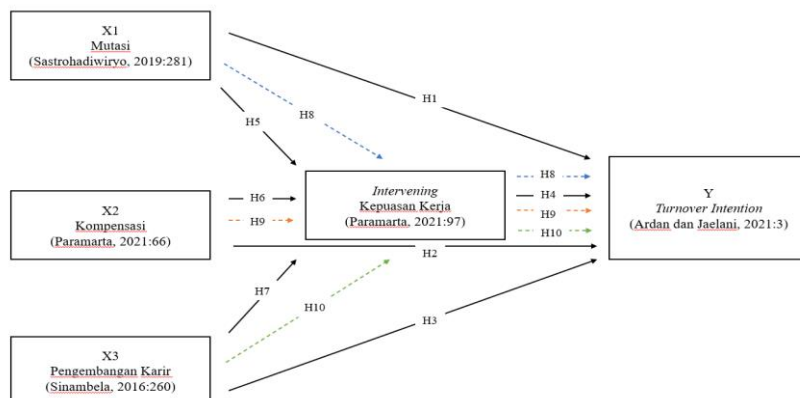 X1
Mutasi
(Sastrohadiwiryo, 2019:281)
H1
H8
H5
X2
Kompensasi
(Paramarta, 2021:66)
H6
H9
Intervening
Kepuasan Kerja
(Paramarta, 2021:97)
H8
H4
H9
H10
Y
Turnover Intention
(Ardan dan Jaelani, 2021:3)
H2
H7
H10
H3
X3
Pengembangan Karir
(Sinambela, 2016:260)